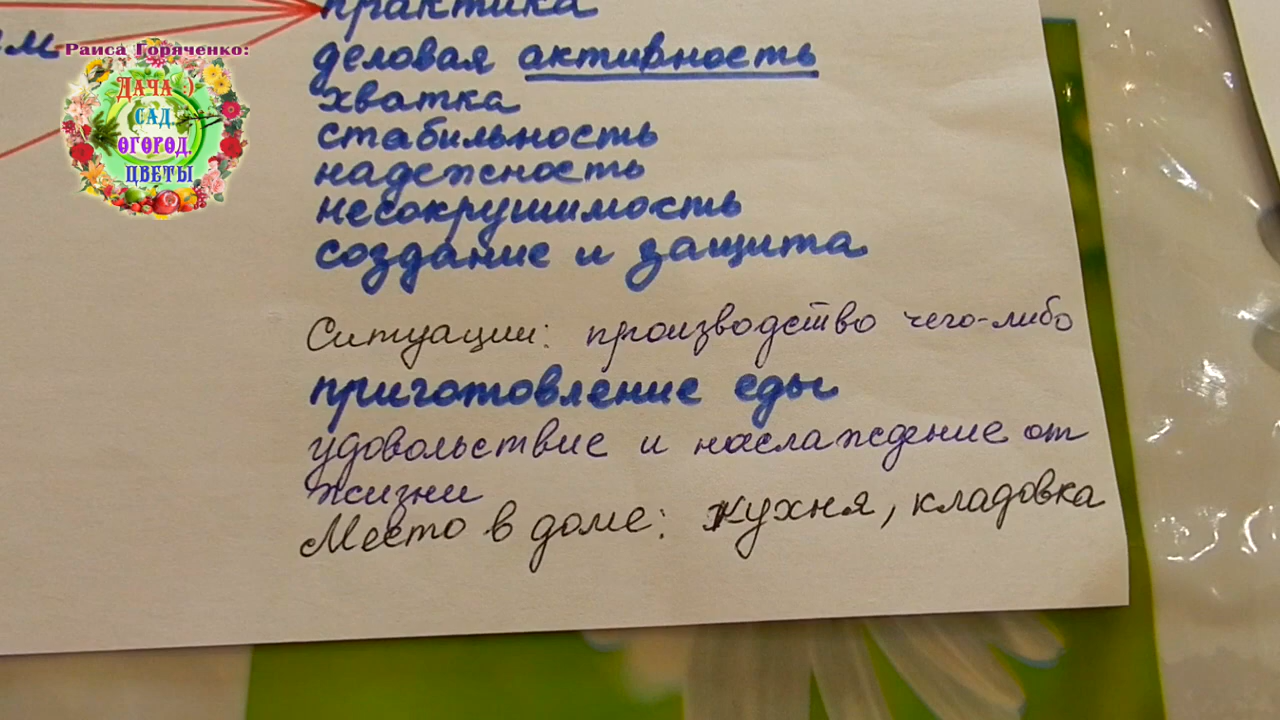 практика
ем
Раиса Горяченко:
Дача :)
сад,
огород,
цветы
деловая активность
хватка
стабильность
надежность
несокрушимость
создание и защита
Ситуации: производство чего-либо
приготовление еды
удовольствие и наслаждение от
жизни
Место в доме: кухня, кладовка